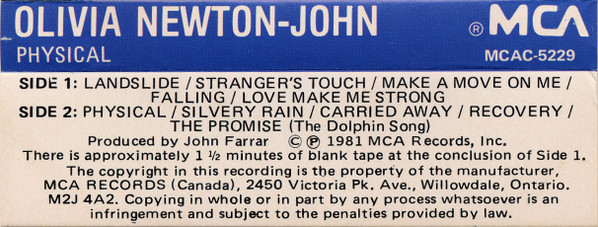 OLIVIA NEWTON-JOHN ® MCA
PHYSICAL MCAC-5229
SIDE 1: LANDSLIDE / STRANGER'S TOUCH / MAKE A MOVE ON ME /
FALLING / LOVE MAKE ME STRONG
SIDE 2: PHYSICAL / SILVERY RAIN / CARRIED AWAY / RECOVERY /
THE PROMISE (The Dolphin Song)
Produced by John Farrar © ℗ 1981 MCA Records, Inc.
There is approximately 1 ½ minutes of blank tape at the conclusion of Side 1.
The copyright in this recording is the property of the manufacturer,
MCA RECORDS (Canada), 2450 Victoria Pk. Ave., Willowdale, Ontario.
M2J 4A2. Copying in whole or in part by any process whatsoever is an
infringement and subject to the penalties provided by law.